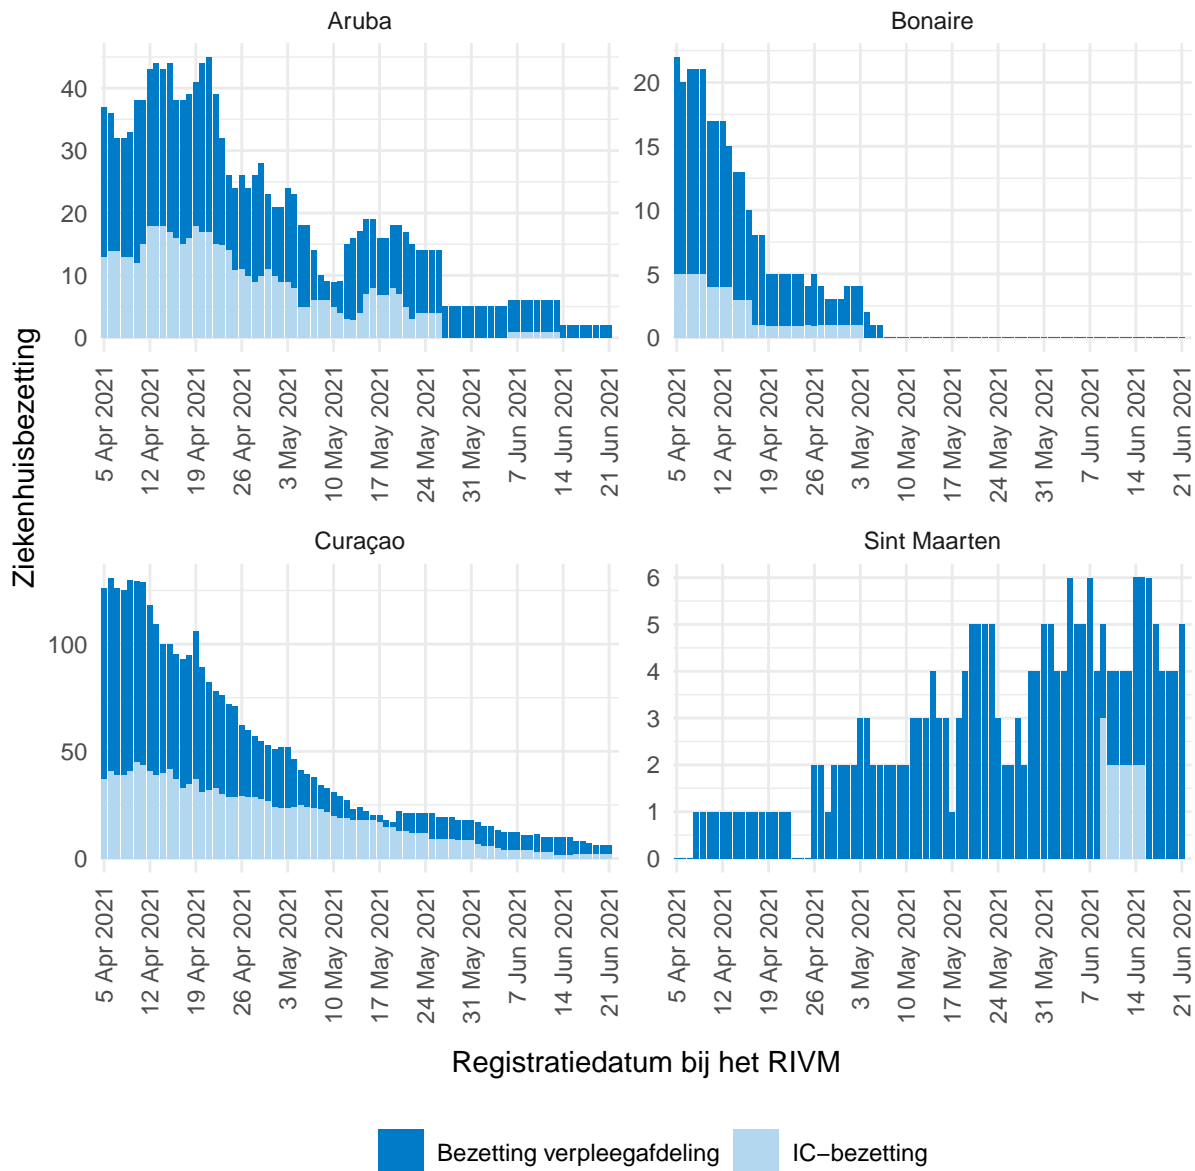 Aruba
Bonaire
40
30
20
10
0
20
15
10
5
0
5 Apr 2021
12 Apr 2021
19 Apr 2021
26 Apr 2021
3 May 2021
10 May 2021
17 May 2021
24 May 2021
31 May 2021
7 Jun 2021
14 Jun 2021
21 Jun 2021
5 Apr 2021
12 Apr 2021
19 Apr 2021
26 Apr 2021
3 May 2021
10 May 2021
17 May 2021
24 May 2021
31 May 2021
7 Jun 2021
14 Jun 2021
21 Jun 2021
Ziekenhuisbezetting
Curaçao
Sint Maarten
100
50
0
6
5
4
3
2
1
0
5 Apr 2021
12 Apr 2021
19 Apr 2021
26 Apr 2021
3 May 2021
10 May 2021
17 May 2021
24 May 2021
31 May 2021
7 Jun 2021
14 Jun 2021
21 Jun 2021
5 Apr 2021
12 Apr 2021
19 Apr 2021
26 Apr 2021
3 May 2021
10 May 2021
17 May 2021
24 May 2021
31 May 2021
7 Jun 2021
14 Jun 2021
21 Jun 2021
Registratiedatum bij het RIVM
Bezetting verpleegafdeling
IC−bezetting